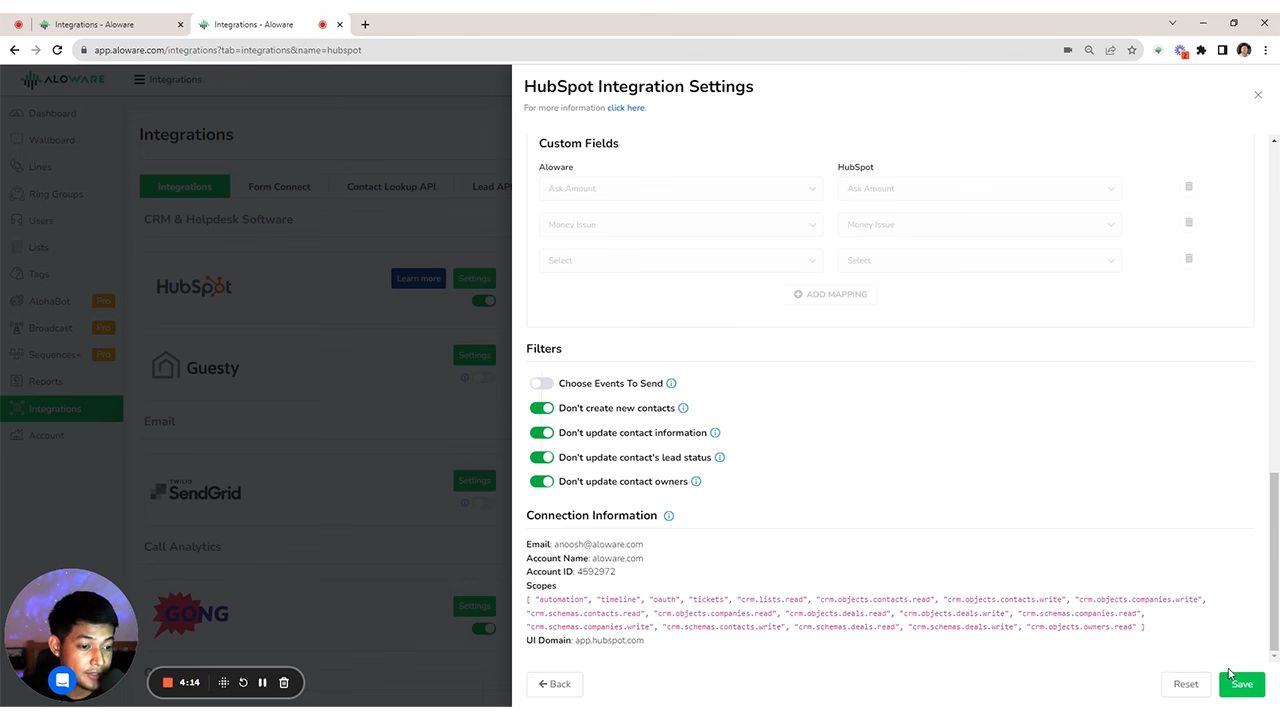 Integrations - Aloware
Integrations - Aloware
app.aloware.com/integrations?tab=integrations&name=hubspot
2
ALOWARE
Integrations
Dashboard
Wallboard
Lines
Ring Groups
Users
Lists
Tags
AlohaBot Pro
Broadcast Pro
Sequences+ Pro
Reports
Integrations
Account
Integrations
Integrations Form Connect Contact Lookup API Lead API
CRM & Helpdesk Software
HubSpot
Learn more Settings
Guesty
Settings
Email
TWILIO
SendGrid
Settings
Call Analytics
GONG
Settings
4:14
HubSpot Integration Settings
For more information click here.
Custom Fields
Aloware HubSpot
Ask Amount Ask Amount
Money Issue Money Issue
Select Select
ADD MAPPING
Filters
Choose Events To Send
Don't create new contacts
Don't update contact information
Don't update contact's lead status
Don't update contact owners
Connection Information
Email: anoosh@aloware.com
Account Name: aloware.com
Account ID: 4592972
Scopes
[ "automation", "timeline", "oauth", "tickets", "crm.lists.read", "crm.objects.contacts.read", "crm.objects.contacts.write", "crm.objects.companies.write",
"crm.schemas.contacts.read", "crm.objects.companies.read", "crm.objects.deals.read", "crm.objects.deals.write", "crm.schemas.companies.read",
"crm.schemas.companies.write", "crm.schemas.contacts.write", "crm.schemas.deals.read", "crm.schemas.deals.write", "crm.objects.owners.read" ]
UI Domain: app.hubspot.com
Back
Reset Save